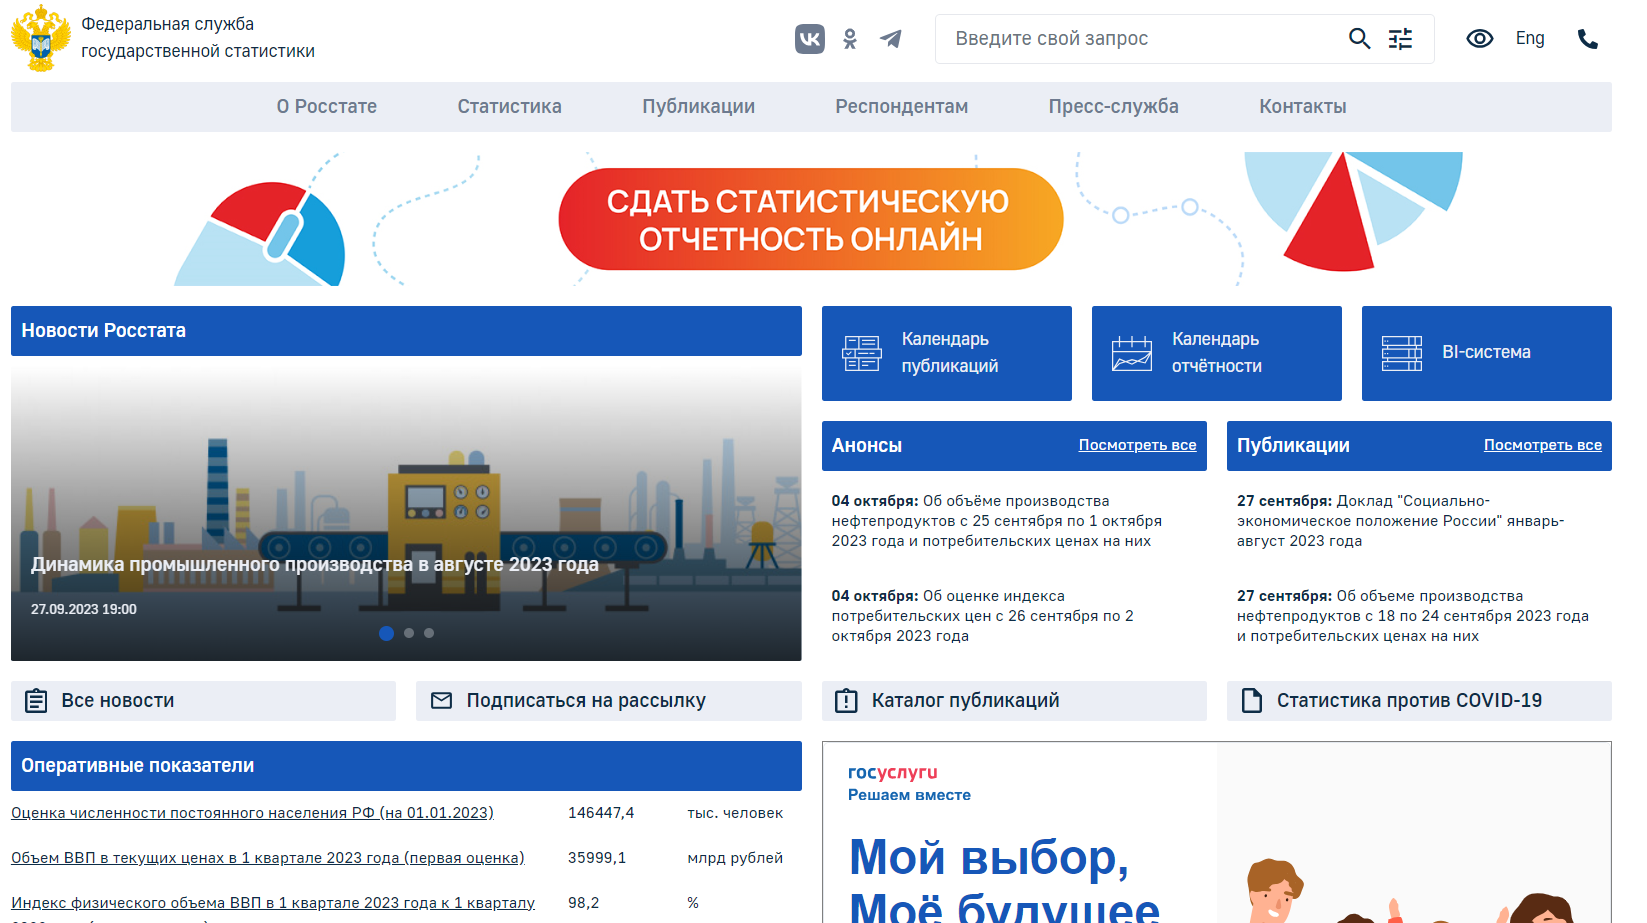 Федеральная служба
государственной статистики
Введите свой запрос
Eng
О Росстате
Статистика
Публикации
Респондентам
Пресс-служба
Контакты
СДАТЬ СТАТИСТИЧЕСКУЮ
ОТЧЕТНОСТЬ ОНЛАЙН
Новости Росстата
Динамика промышленного производства в августе 2023 года
27.09.2023 19:00
Календарь
публикаций
Календарь
отчётности
BI-система
Анонсы
Посмотреть все
04 октября: Об объёме производства
нефтепродуктов с 25 сентября по 1 октября
2023 года и потребительских ценах на них
04 октября: Об оценке индекса
потребительских цен с 26 сентября по 2
октября 2023 года
Публикации
Посмотреть все
27 сентября: Доклад "Социально-
экономическое положение России" январь-
август 2023 года
27 сентября: Об объеме производства
нефтепродуктов с 18 по 24 сентября 2023 года
и потребительских ценах на них
Все новости
Подписаться на рассылку
Каталог публикаций
Статистика против COVID-19
Оперативные показатели
Оценка численности постоянного населения РФ (на 01.01.2023) 146447,4 тыс. человек
Объем ВВП в текущих ценах в 1 квартале 2023 года (первая оценка) 35999,1 млрд рублей
Индекс физического объема ВВП в 1 квартале 2023 года к 1 кварталу 98,2 %
госуслуги
Решаем вместе
Мой выбор,
Моё будущее